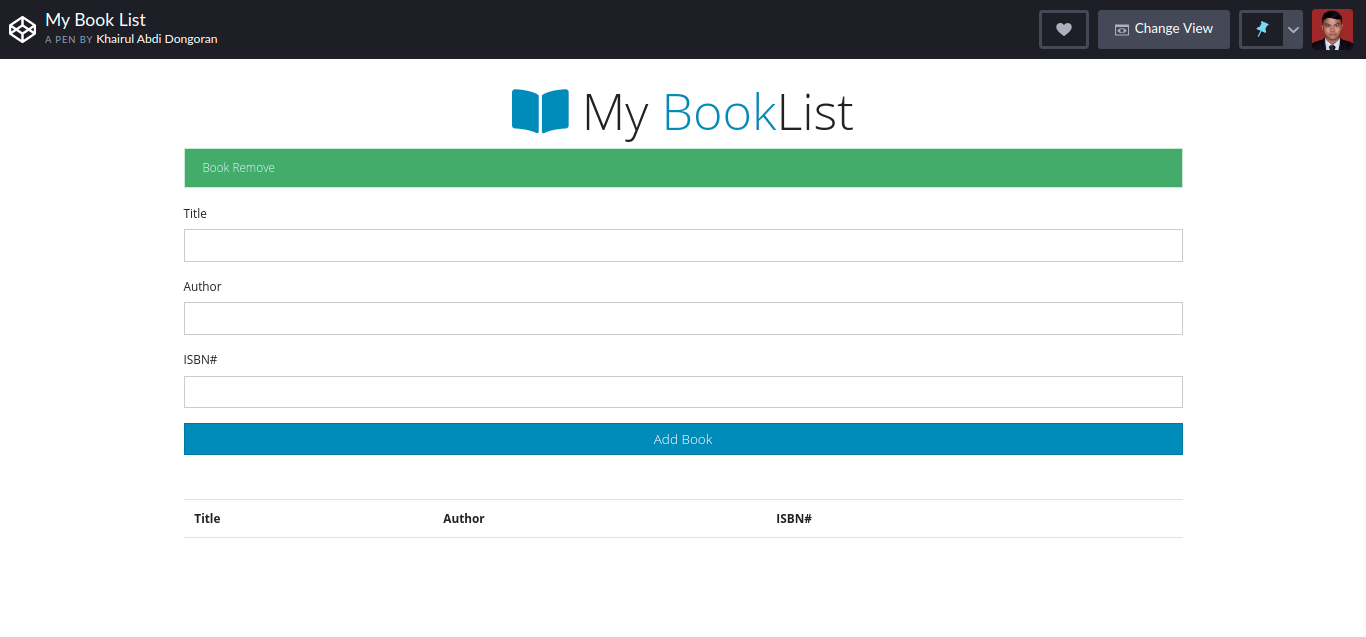 My Book List
A PEN BY Khairul Abdi Dongoran
Change View
My BookList
Book Remove
Title
Author
ISBN#
Add Book
Title Author ISBN#